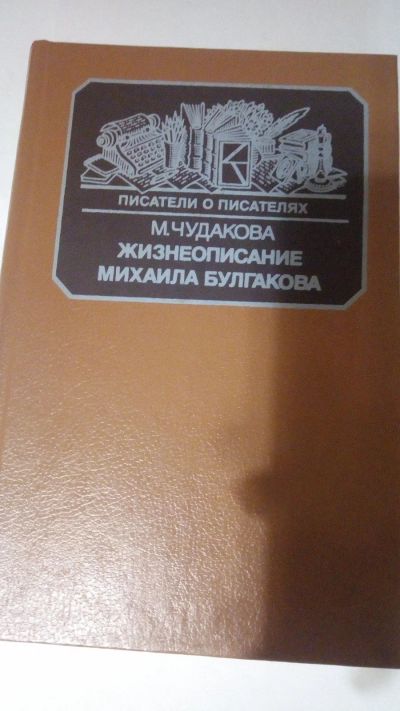 К
ПИСАТЕЛИ О ПИСАТЕЛЯХ
М.ЧУДАКОВА
ЖИЗНЕОПИСАНИЕ
МИХАИЛА БУЛГАКОВА